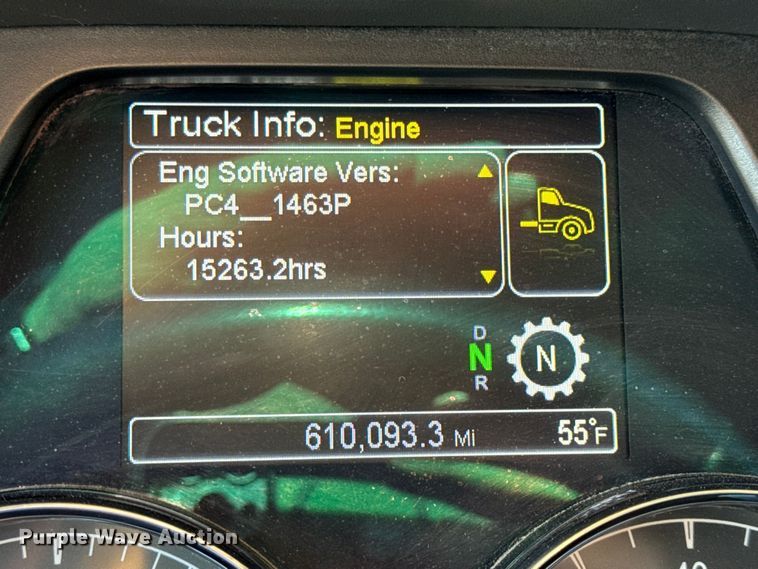 Truck Info: Engine
Eng Software Vers:
PC4__1463P
Hours:
15263.2hrs
D
N
R
N
610,093.3 Mi 55°F
Purple Wave Auction